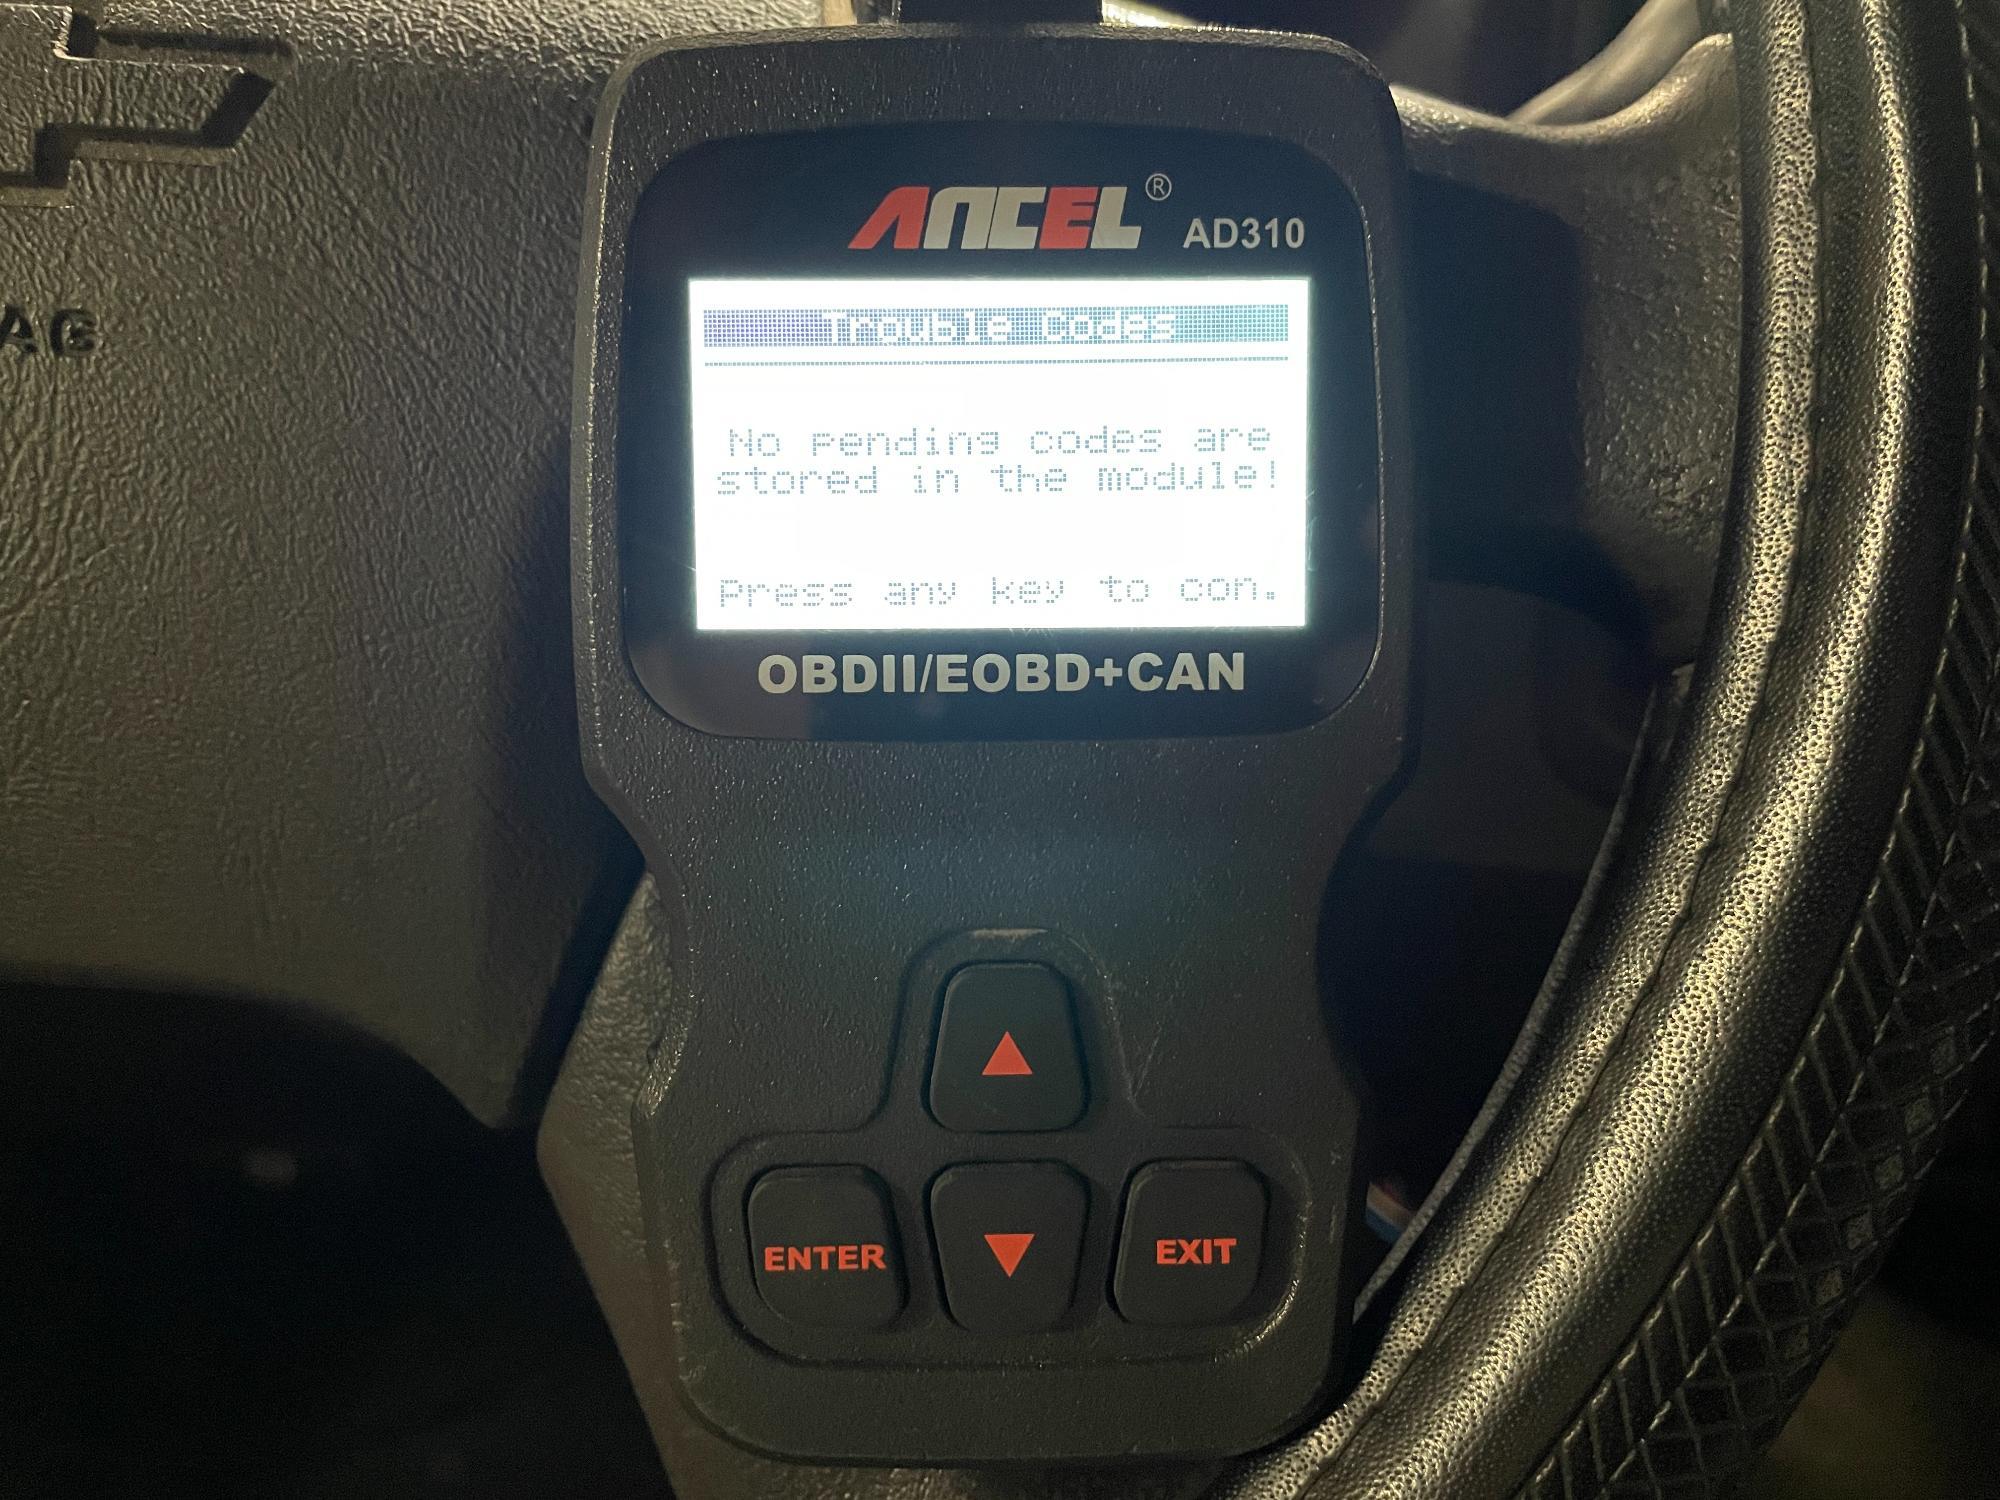 ANCEL® AD310
Trouble Codes
No pending codes are
stored in the module!
Press any key to con.
OBDII/EOBD+CAN
ENTER
EXIT